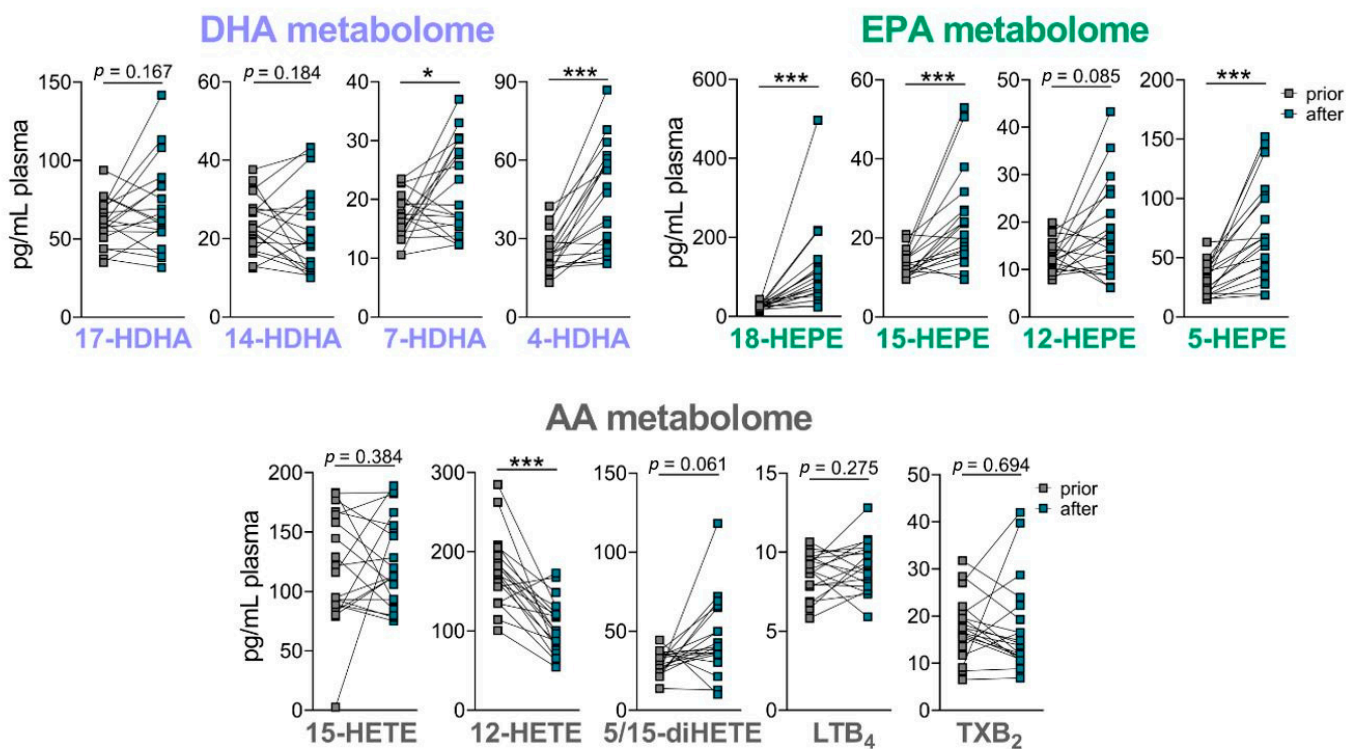 DHA metabolome
EPA metabolome
p = 0.167
p = 0.184
*
***
***
***
p = 0.085
***
pg/mL plasma
150
100
50
0
60
40
20
0
40
30
20
10
0
90
60
30
0
pg/mL plasma
600
400
200
100
0
60
40
20
0
50
40
30
20
10
0
200
150
100
50
0
prior
after
17-HDHA
14-HDHA
7-HDHA
4-HDHA
18-HEPE
15-HEPE
12-HEPE
5-HEPE
AA metabolome
p = 0.384
***
p = 0.061
p = 0.275
p = 0.694
pg/mL plasma
200
150
100
50
0
300
200
100
0
150
100
50
0
15
10
5
0
50
40
30
20
10
0
prior
after
15-HETE
12-HETE
5/15-diHETE
LTB₄
TXB₂